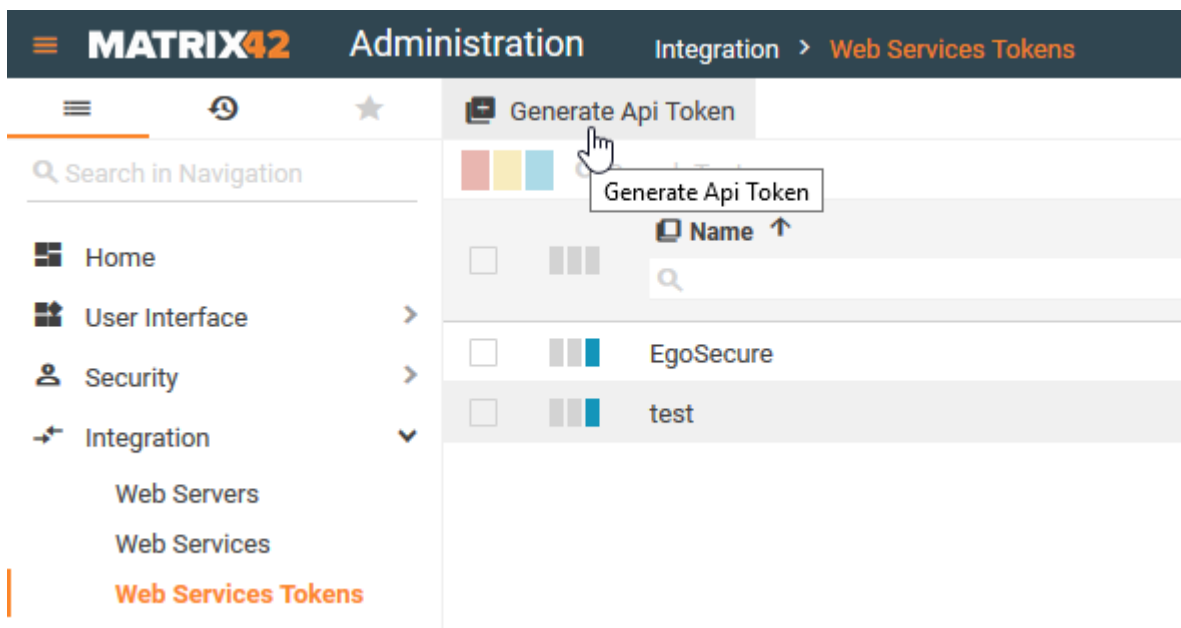 MATRIX42 Administration Integration > Web Services Tokens
Generate Api Token
Search in Navigation
Generate Api Token
Name
Home
User Interface
Security
Integration
Web Servers
Web Services
Web Services Tokens
EgoSecure
test